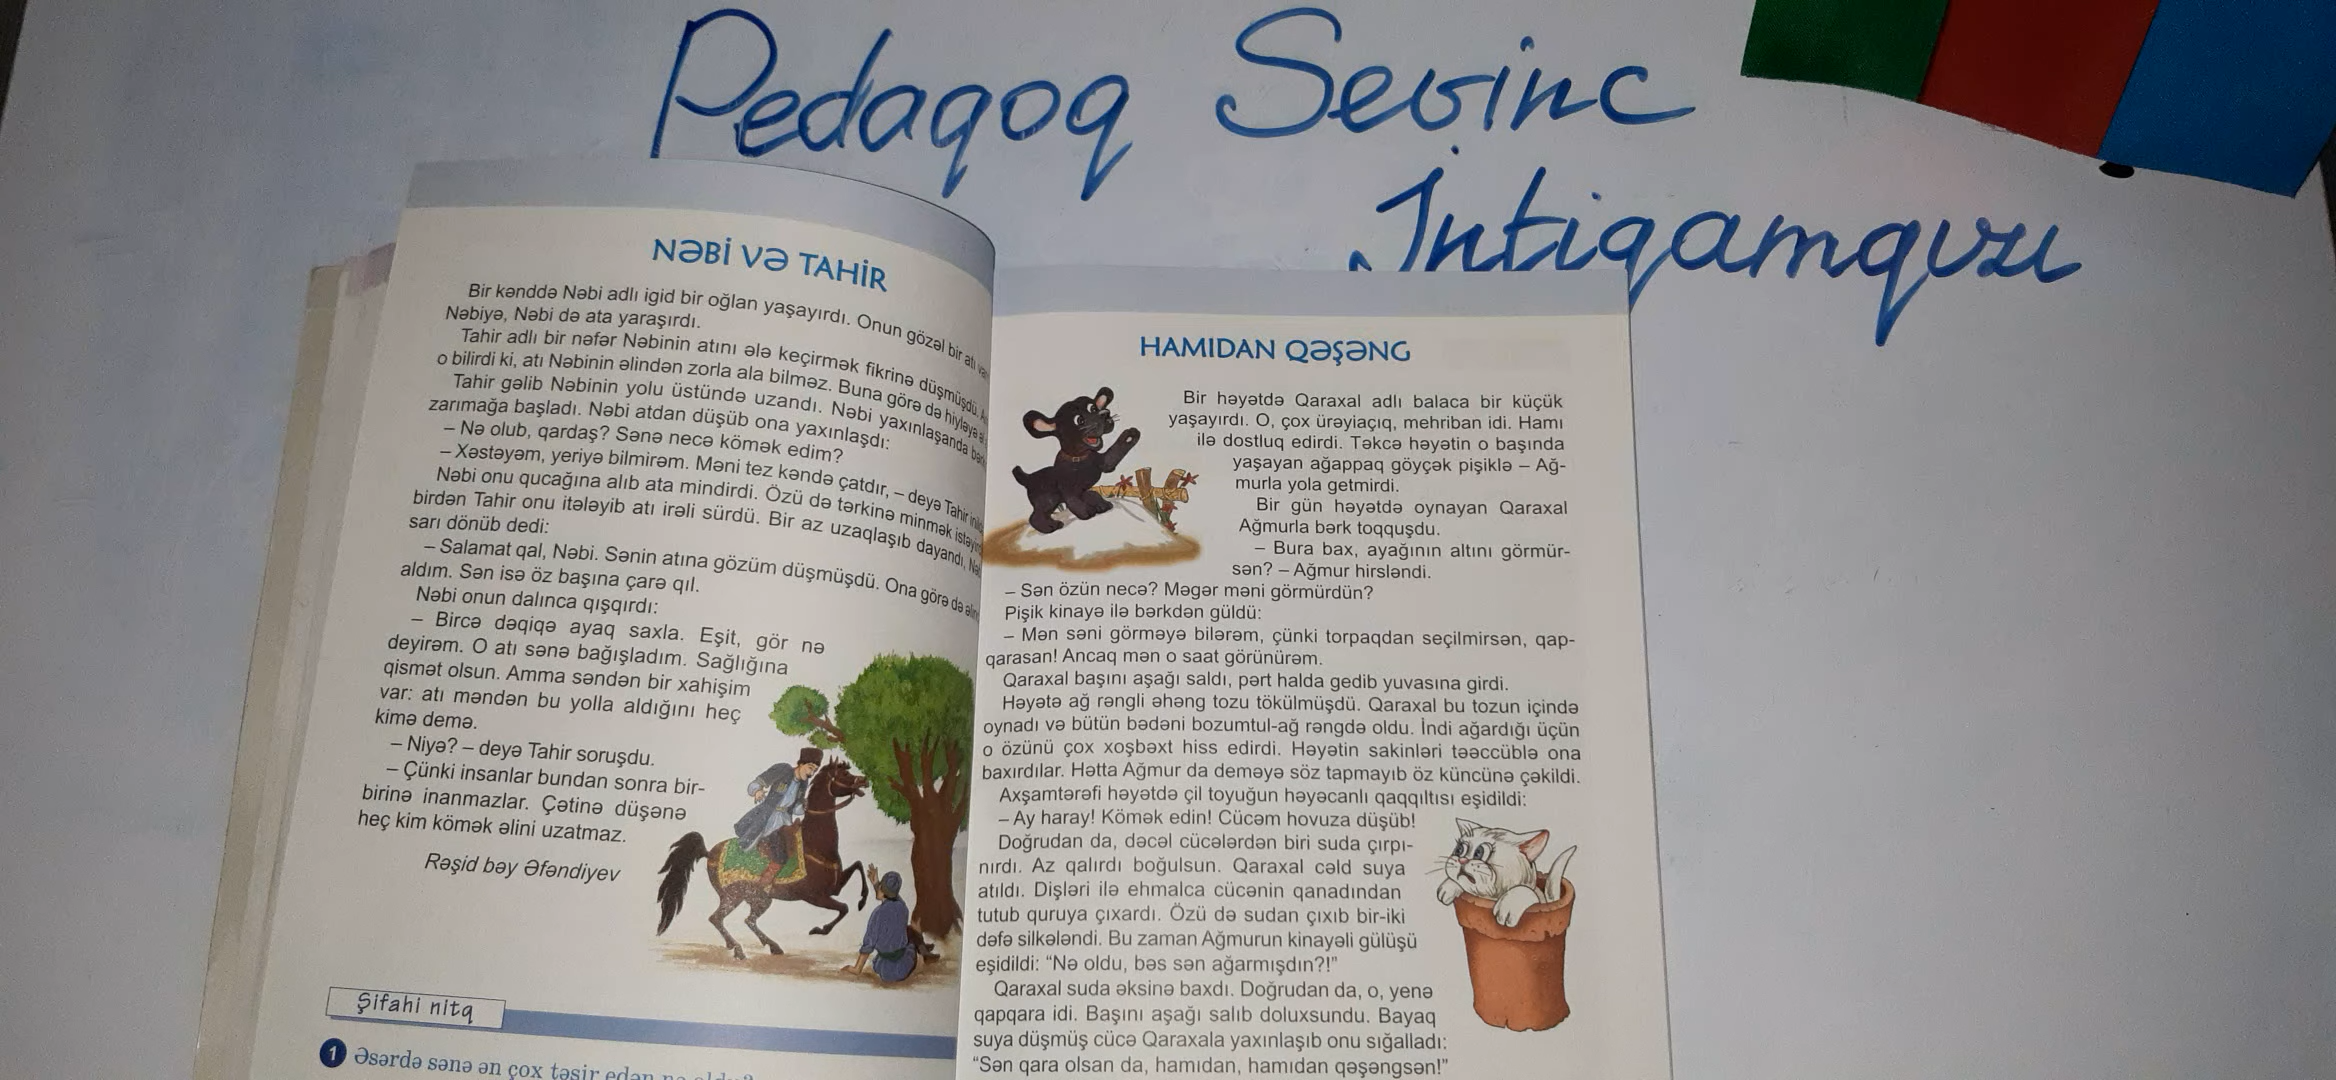 Pedaqoq Sevinc
İntiqamqızı
NƏBİ VƏ TAHİR
Bir kənddə Nəbi adlı igid bir oğlan yaşayırdı. Onun gözəl bir atı
Nəbiyə, Nəbi də ata yaraşırdı.
Tahir adlı bir nəfər Nəbinin atını ələ keçirmək fikrinə düşmüşdü.
o bilirdi ki, atı Nəbinin əlindən zorla ala bilməz. Buna görə də hiyləyə
Tahir gəlib Nəbinin yolu üstündə uzandı. Nəbi yaxınlaşanda
zarımağa başladı. Nəbi atdan düşüb ona yaxınlaşdı:
– Nə olub, qardaş? Sənə necə kömək edim?
– Xəstəyəm, yeriyə bilmirəm. Məni tez kəndə çatdır, – deyə Tahir
Nəbi onu qucağına alıb ata mindirdi. Özü də tərkinə minmək
birdən Tahir onu itələyib atı irəli sürdü. Bir az uzaqlaşıb dayandı,
sarı dönüb dedi:
– Salamat qal, Nəbi. Sənin atına gözüm düşmüşdü. Ona görə də
aldım. Sən isə öz başına çarə qıl.
Nəbi onun dalınca qışqırdı:
– Bircə dəqiqə ayaq saxla. Eşit, gör nə
deyirəm. O atı sənə bağışladım. Sağlığına
qismət olsun. Amma səndən bir xahişim
var: atı məndən bu yolla aldığını heç
kimə demə.
– Niyə? – deyə Tahir soruşdu.
– Çünki insanlar bundan sonra bir-
birinə inanmazlar. Çətinə düşənə
heç kim kömək əlini uzatmaz.
Rəşid bəy Əfəndiyev
Şifahi nitq
1 Əsərdə sənə ən çox təsir edən nə oldu?
HAMIDAN QƏŞƏNG
Bir həyətdə Qaraxal adlı balaca bir küçük
yaşayırdı. O, çox ürəyiaçıq, mehriban idi. Hamı
ilə dostluq edirdi. Təkcə həyətin o başında
yaşayan ağappaq göyçək pişiklə – Ağ-
murla yola getmirdi.
Bir gün həyətdə oynayan Qaraxal
Ağmurla bərk toqquşdu.
– Bura bax, ayağının altını görmür-
sən? – Ağmur hirsləndi.
– Sən özün necə? Məgər məni görmürdün?
Pişik kinayə ilə bərkdən güldü:
– Mən səni görməyə bilərəm, çünki torpaqdan seçilmirsən, qap-
qarasan! Ancaq mən o saat görünürəm.
Qaraxal başını aşağı saldı, pərt halda gedib yuvasına girdi.
Həyətə ağ rəngli əhəng tozu tökülmüşdü. Qaraxal bu tozun içində
oynadı və bütün bədəni bozumtul-ağ rəngdə oldu. İndi ağardığı üçün
o özünü çox xoşbəxt hiss edirdi. Həyətin sakinləri təəccüblə ona
baxırdılar. Hətta Ağmur da deməyə söz tapmayıb öz küncünə çəkildi.
Axşamtərəfi həyətdə çil toyuğun həyəcanlı qaqqıltısı eşidildi:
– Ay haray! Kömək edin! Cücəm hovuza düşüb!
Doğrudan da, dəcəl cücələrdən biri suda çırpı-
nırdı. Az qalırdı boğulsun. Qaraxal cəld suya
atıldı. Dişləri ilə ehmalca cücənin qanadından
tutub quruya çıxardı. Özü də sudan çıxıb bir-iki
dəfə silkələndi. Bu zaman Ağmurun kinayəli gülüşü
eşidildi: “Nə oldu, bəs sən ağarmışdın?!”
Qaraxal suda əksinə baxdı. Doğrudan da, o, yenə
qapqara idi. Başını aşağı salıb doluxsundu. Bayaq
suya düşmüş cücə Qaraxala yaxınlaşıb onu sığalladı:
“Sən qara olsan da, hamıdan, hamıdan qəşəngsən!”